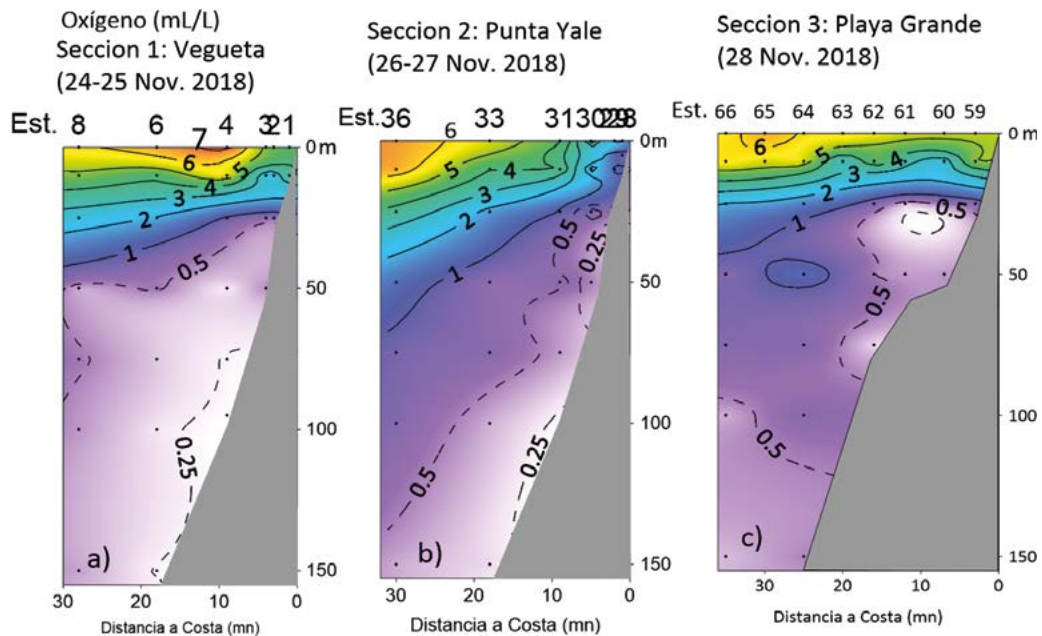 Oxígeno (mL/L)
Seccion 1: Vegueta
(24-25 Nov. 2018)
Est. 8 6 7 4 3 2 1
0 m
6
5
4
3
2
1
0.5
50
100
0.25
a)
150
30 20 10 0
Distancia a Costa (mn)
Seccion 2: Punta Yale
(26-27 Nov. 2018)
36 6 33 31 30 29 28
0 m
5
4
3
2
1
0.5
0.25
50
100
0.5
0.25
b)
150
30 20 10 0
Distancia a Costa (mn)
Seccion 3: Playa Grande
(28 Nov. 2018)
Est. 66 65 64 63 62 61 60 59
0 m
6
5
4
3
2
1
0.5
50
0.5
100
0.5
c)
150
30 20 10 0
Distancia a Costa (mn)